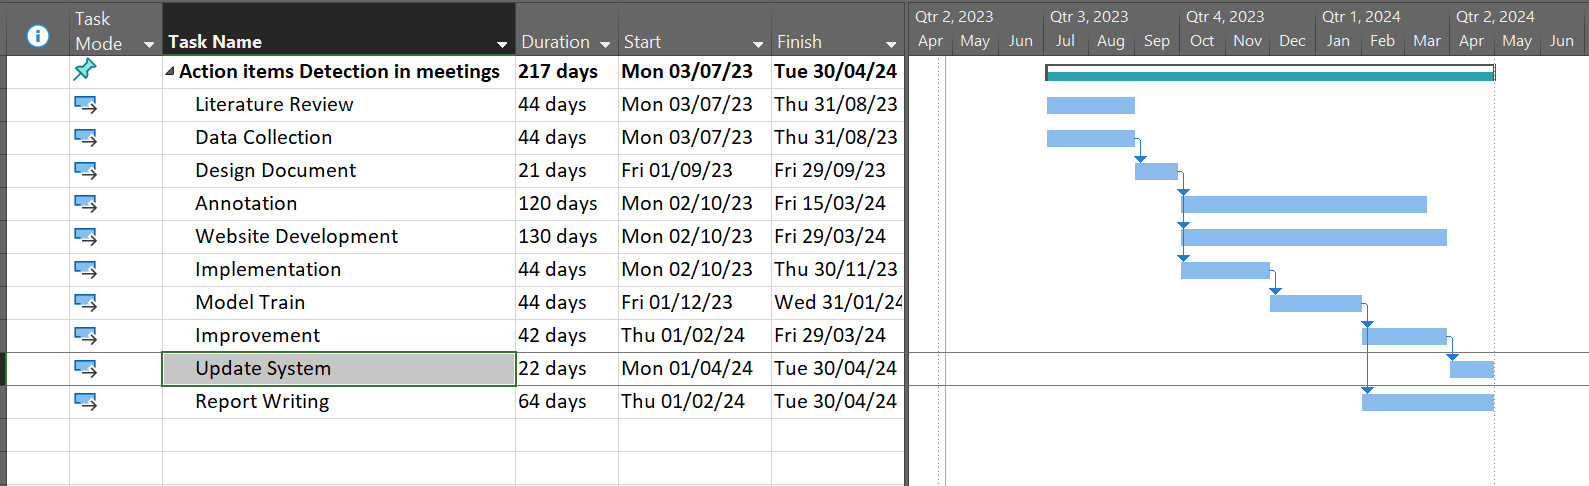 Task Mode Task Name Duration Start Finish
Qtr 2, 2023 Qtr 3, 2023 Qtr 4, 2023 Qtr 1, 2024 Qtr 2, 2024
Apr May Jun Jul Aug Sep Oct Nov Dec Jan Feb Mar Apr May Jun
Action items Detection in meetings 217 days Mon 03/07/23 Tue 30/04/24
Literature Review 44 days Mon 03/07/23 Thu 31/08/23
Data Collection 44 days Mon 03/07/23 Thu 31/08/23
Design Document 21 days Fri 01/09/23 Fri 29/09/23
Annotation 120 days Mon 02/10/23 Fri 15/03/24
Website Development 130 days Mon 02/10/23 Fri 29/03/24
Implementation 44 days Mon 02/10/23 Thu 30/11/23
Model Train 44 days Fri 01/12/23 Wed 31/01/24
Improvement 42 days Thu 01/02/24 Fri 29/03/24
Update System 22 days Mon 01/04/24 Tue 30/04/24
Report Writing 64 days Thu 01/02/24 Tue 30/04/24